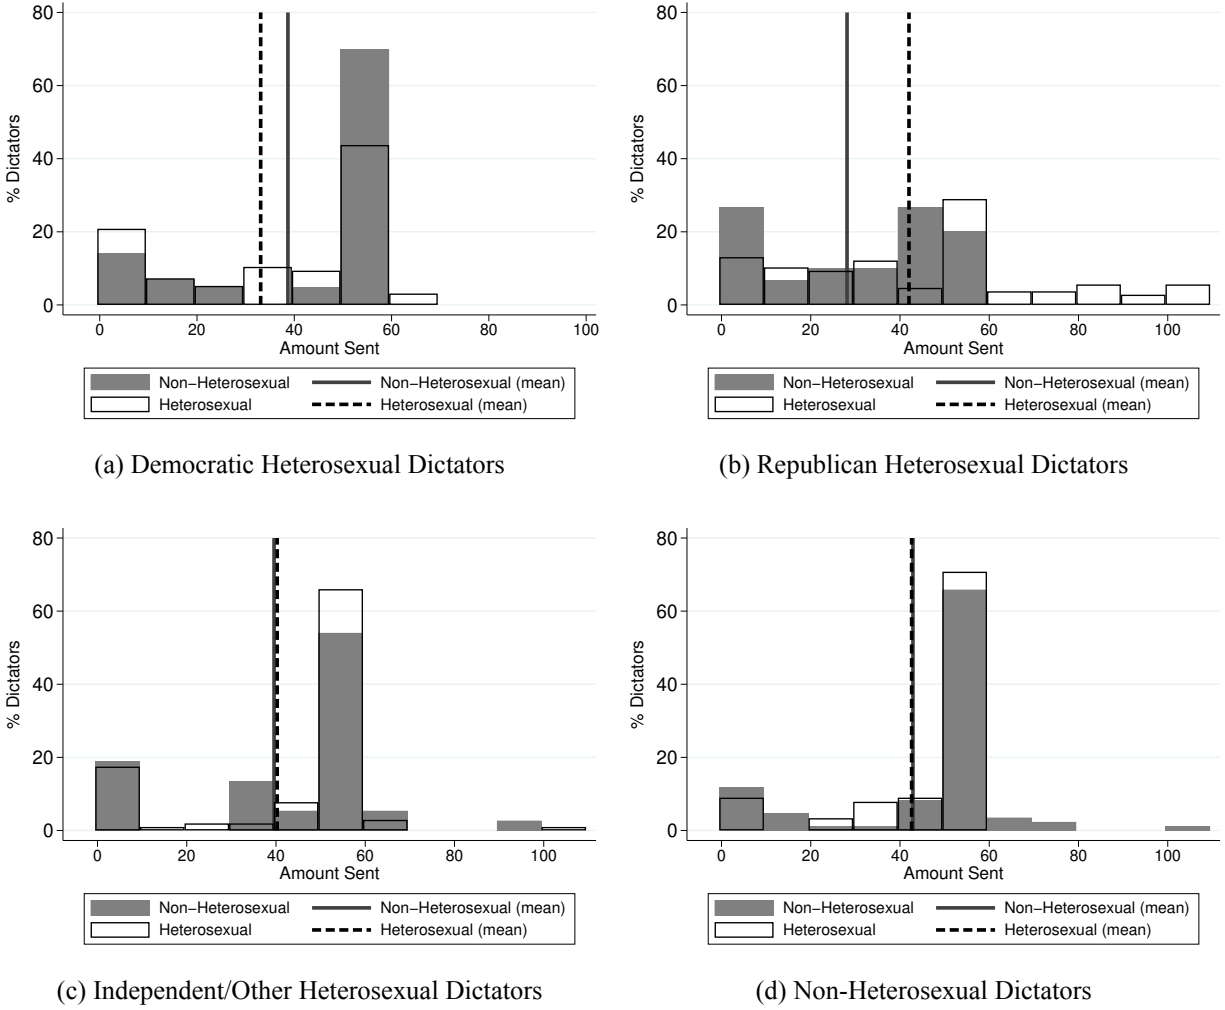 80
60
40
20
0
% Dictators
0 20 40 60 80 100
Amount Sent
Non−Heterosexual Non−Heterosexual (mean)
Heterosexual Heterosexual (mean)
(a) Democratic Heterosexual Dictators
80
60
40
20
0
% Dictators
0 20 40 60 80 100
Amount Sent
Non−Heterosexual Non−Heterosexual (mean)
Heterosexual Heterosexual (mean)
(b) Republican Heterosexual Dictators
80
60
40
20
0
% Dictators
0 20 40 60 80 100
Amount Sent
Non−Heterosexual Non−Heterosexual (mean)
Heterosexual Heterosexual (mean)
(c) Independent/Other Heterosexual Dictators
80
60
40
20
0
% Dictators
0 20 40 60 80 100
Amount Sent
Non−Heterosexual Non−Heterosexual (mean)
Heterosexual Heterosexual (mean)
(d) Non-Heterosexual Dictators